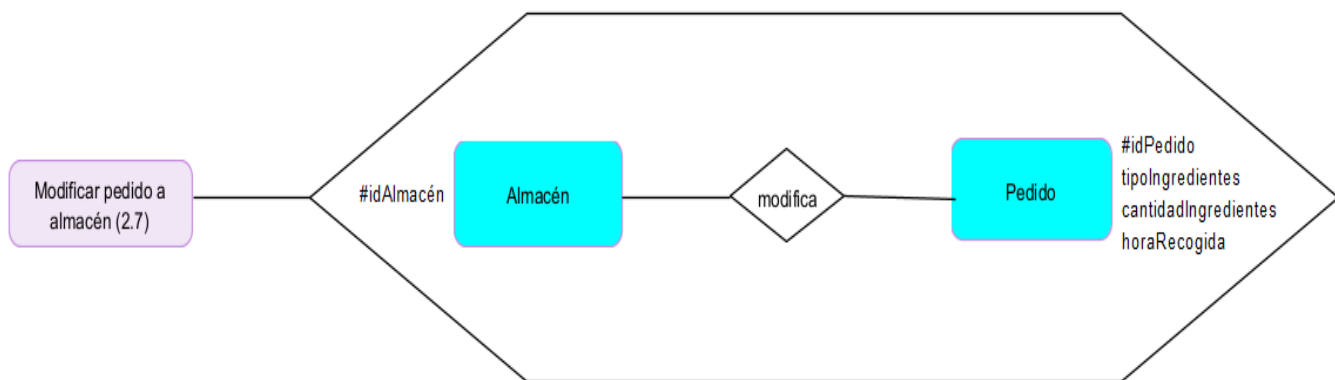 Modificar pedido a
almacén (2.7)
#idAlmacén
Almacén
modifica
Pedido
#idPedido
tipoIngredientes
cantidadIngredientes
horaRecogida